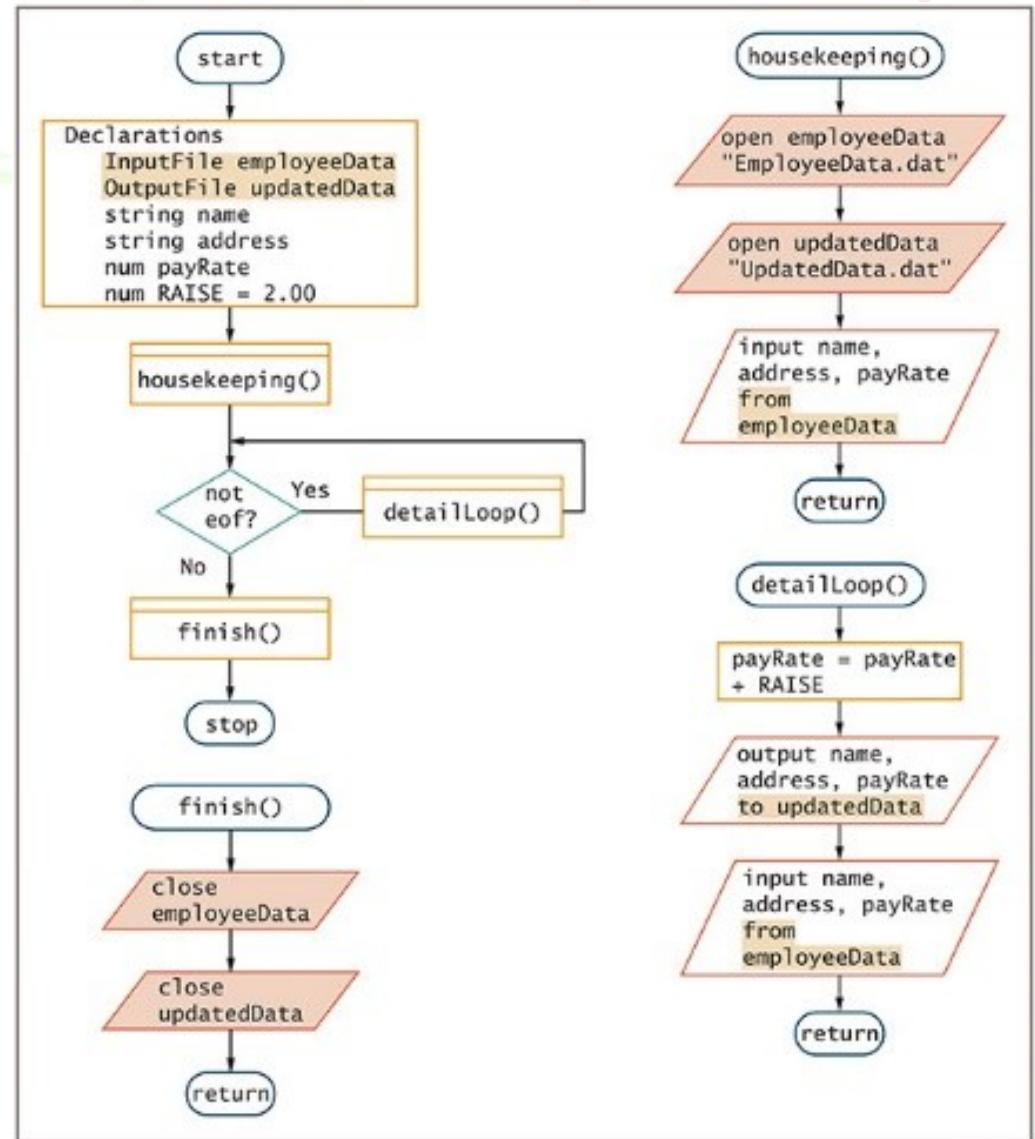 start
Declarations
InputFile employeeData
OutputFile updatedData
string name
string address
num payRate
num RAISE = 2.00
housekeeping()
not
eof?
Yes
detailLoop()
No
finish()
stop
finish()
close
employeeData
close
updatedData
return
housekeeping()
open employeeData
"EmployeeData.dat"
open updatedData
"UpdatedData.dat"
input name,
address, payRate
from
employeeData
return
detailLoop()
payRate = payRate
+ RAISE
output name,
address, payRate
to updatedData
input name,
address, payRate
from
employeeData
return